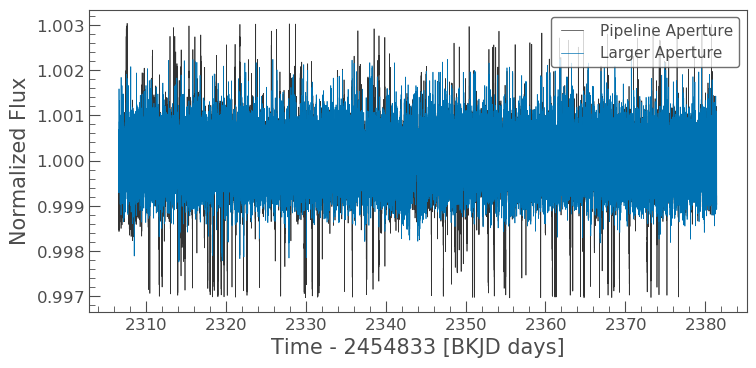 1.003
1.002
1.001
1.000
0.999
0.998
0.997
Normalized Flux
Pipeline Aperture
Larger Aperture
2310 2320 2330 2340 2350 2360 2370 2380
Time - 2454833 [BKJD days]